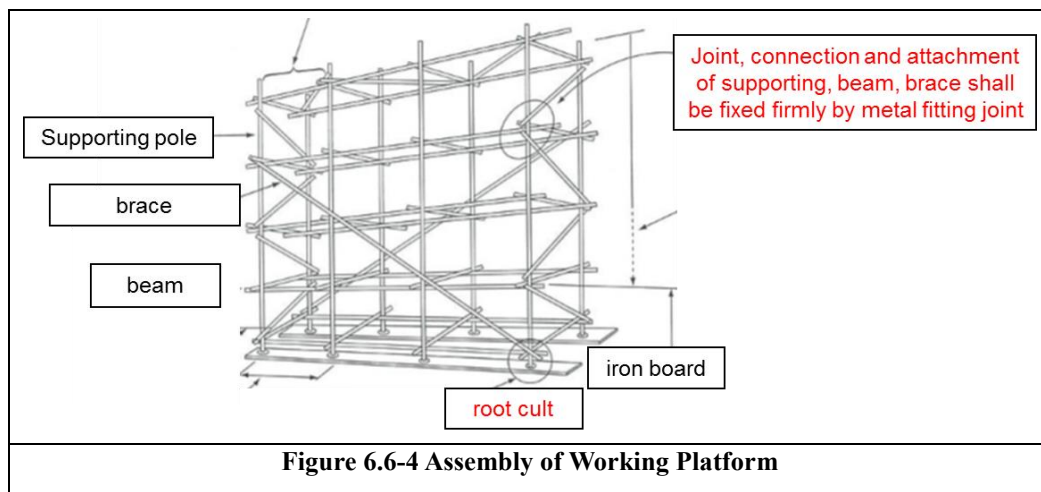 Joint, connection and attachment
of supporting, beam, brace shall
be fixed firmly by metal fitting joint
Supporting pole
brace
beam
iron board
root cult
Figure 6.6-4 Assembly of Working Platform